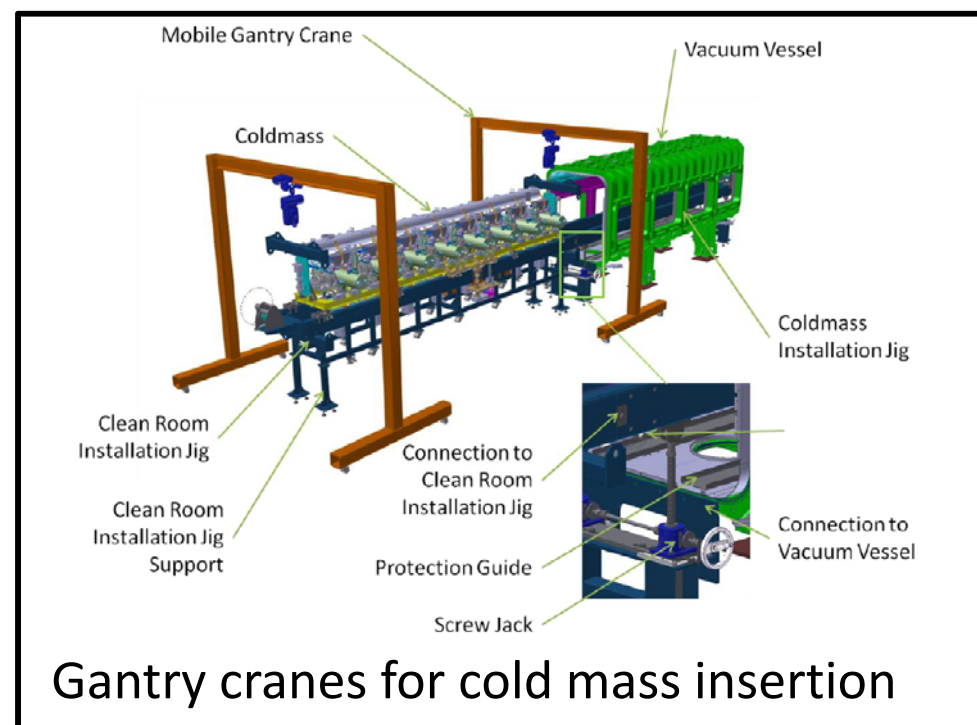 Mobile Gantry Crane
Vacuum Vessel
Coldmass
Coldmass
Installation Jig
Clean Room
Installation Jig
Connection to
Clean Room
Installation Jig
Clean Room
Installation Jig
Support
Connection to
Vacuum Vessel
Protection Guide
Screw Jack
Gantry cranes for cold mass insertion